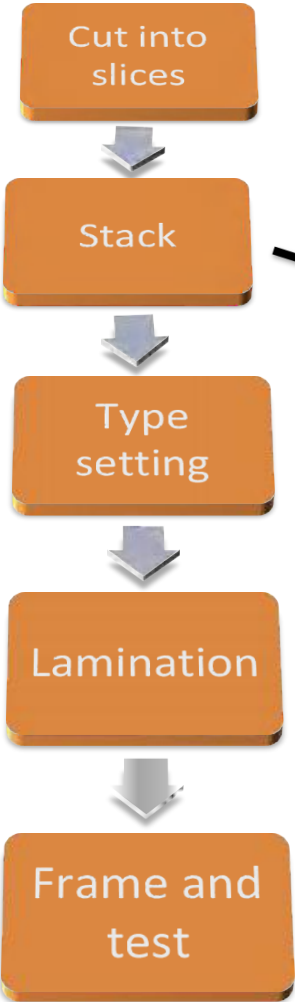 Cut into
slices
Stack
Type
setting
Lamination
Frame and
test